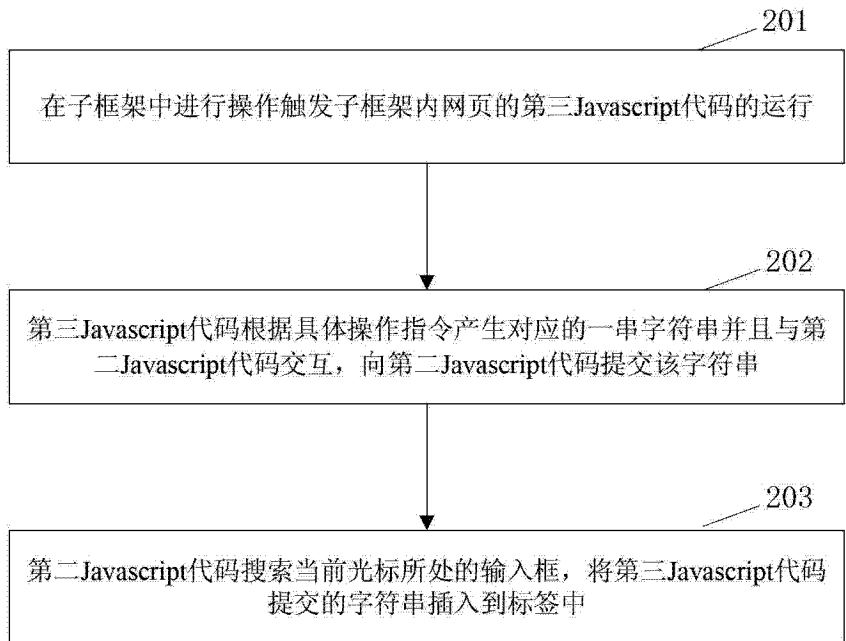 201
在子框架中进行操作触发子框架内网页的第三Javascript代码的运行
202
第三Javascript代码根据具体操作指令产生对应的一串字符串并且与第
二Javascript代码交互，向第二Javascript代码提交该字符串
203
第二Javascript代码搜索当前光标所处的输入框，将第三Javascript代码
提交的字符串插入到标签中